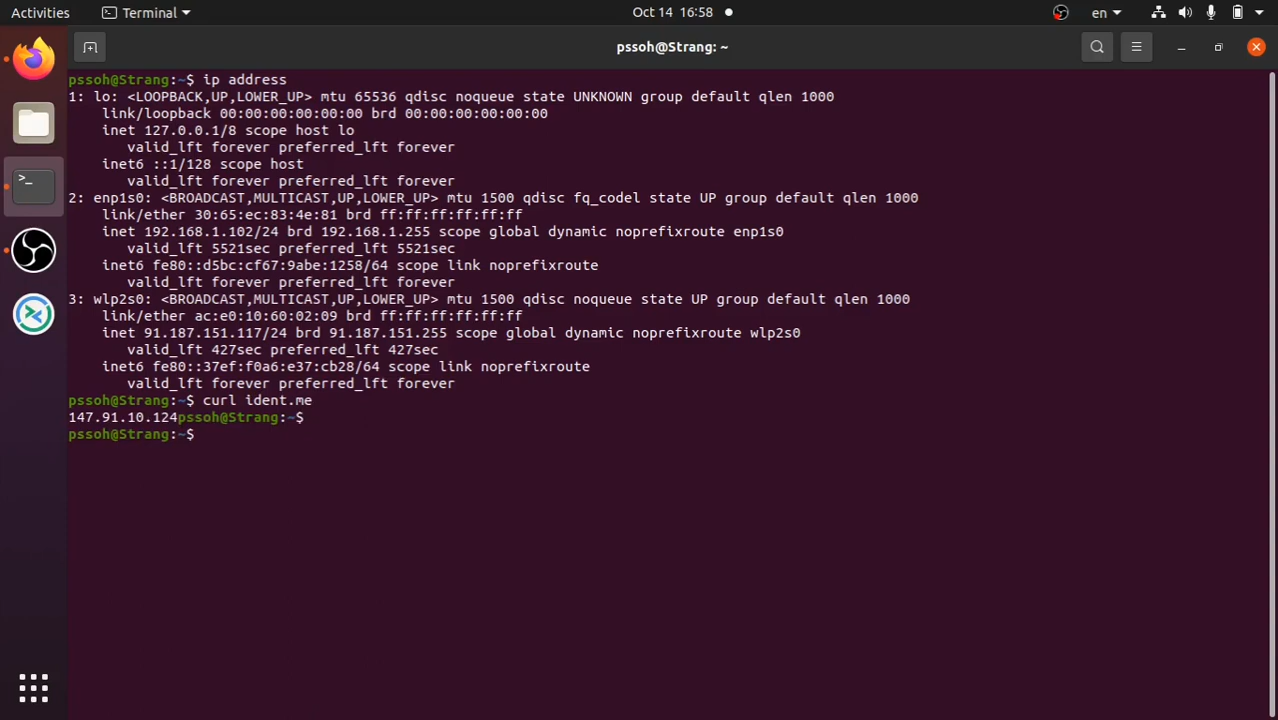 Activities Terminal Oct 14 16:58 en
pssoh@Strang: ~
pssoh@Strang:~$ ip address
1: lo: <LOOPBACK,UP,LOWER_UP> mtu 65536 qdisc noqueue state UNKNOWN group default qlen 1000
    link/loopback 00:00:00:00:00:00 brd 00:00:00:00:00:00
    inet 127.0.0.1/8 scope host lo
       valid_lft forever preferred_lft forever
    inet6 ::1/128 scope host
       valid_lft forever preferred_lft forever
2: enp1s0: <BROADCAST,MULTICAST,UP,LOWER_UP> mtu 1500 qdisc fq_codel state UP group default qlen 1000
    link/ether 30:65:ec:83:4e:81 brd ff:ff:ff:ff:ff:ff
    inet 192.168.1.102/24 brd 192.168.1.255 scope global dynamic noprefixroute enp1s0
       valid_lft 5521sec preferred_lft 5521sec
    inet6 fe80::d5bc:cf67:9abe:1258/64 scope link noprefixroute
       valid_lft forever preferred_lft forever
3: wlp2s0: <BROADCAST,MULTICAST,UP,LOWER_UP> mtu 1500 qdisc noqueue state UP group default qlen 1000
    link/ether ac:e0:10:60:02:09 brd ff:ff:ff:ff:ff:ff
    inet 91.187.151.117/24 brd 91.187.151.255 scope global dynamic noprefixroute wlp2s0
       valid_lft 427sec preferred_lft 427sec
    inet6 fe80::37ef:f0a6:e37:cb28/64 scope link noprefixroute
       valid_lft forever preferred_lft forever
pssoh@Strang:~$ curl ident.me
147.91.10.124pssoh@Strang:~$
pssoh@Strang:~$